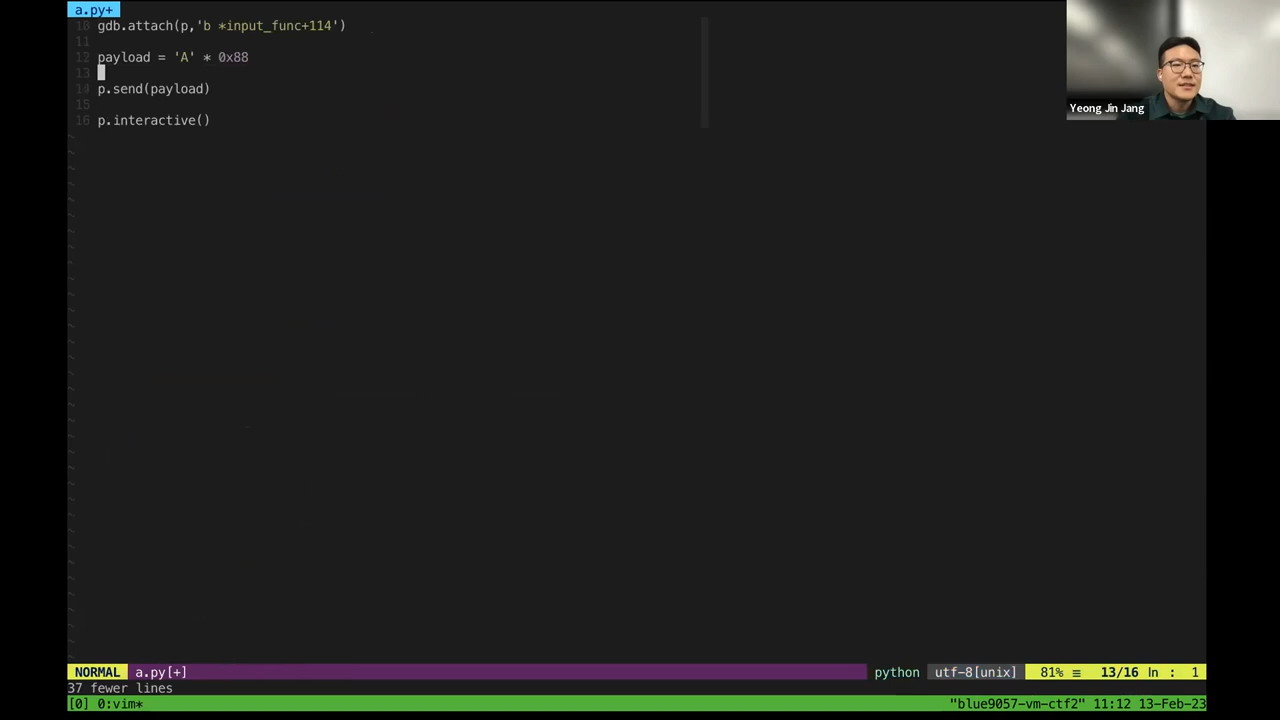 a.py+
10 gdb.attach(p,'b *input_func+114')
11
12 payload = 'A' * 0x88
13
14 p.send(payload)
15
16 p.interactive()
Yeong Jin Jang
NORMAL a.py[+] python utf-8[unix] 81% ≡ 13/16 ln : 1
37 fewer lines
[0] 0:vim* "blue9057-vm-ctf2" 11:12 13-Feb-23